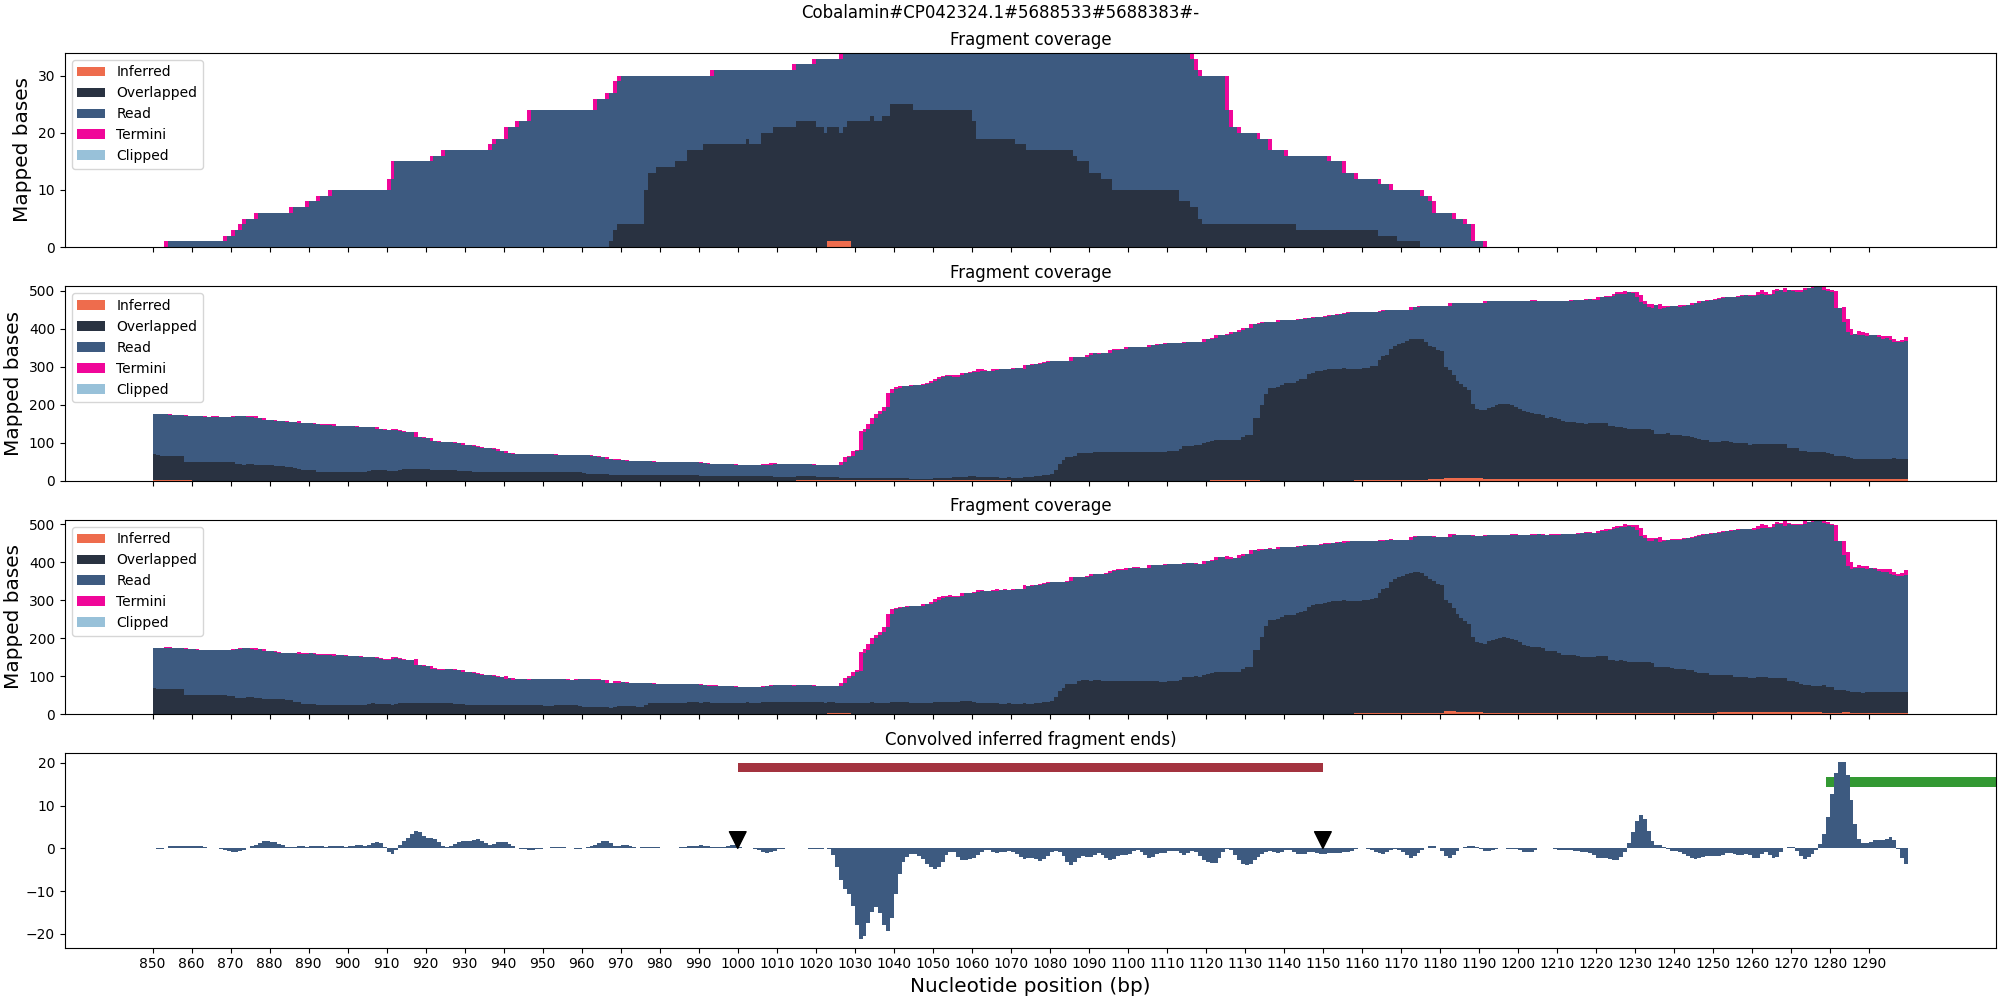 Cobalamin#CP042324.1#5688533#5688383#-
Fragment coverage
Mapped bases
30
20
10
0
Inferred
Overlapped
Read
Termini
Clipped
Fragment coverage
Mapped bases
500
400
300
200
100
0
Inferred
Overlapped
Read
Termini
Clipped
Fragment coverage
Mapped bases
500
400
300
200
100
0
Inferred
Overlapped
Read
Termini
Clipped
Convolved inferred fragment ends)
20
10
0
−10
−20
850 860 870 880 890 900 910 920 930 940 950 960 970 980 990 1000 1010 1020 1030 1040 1050 1060 1070 1080 1090 1100 1110 1120 1130 1140 1150 1160 1170 1180 1190 1200 1210 1220 1230 1240 1250 1260 1270 1280 1290
Nucleotide position (bp)